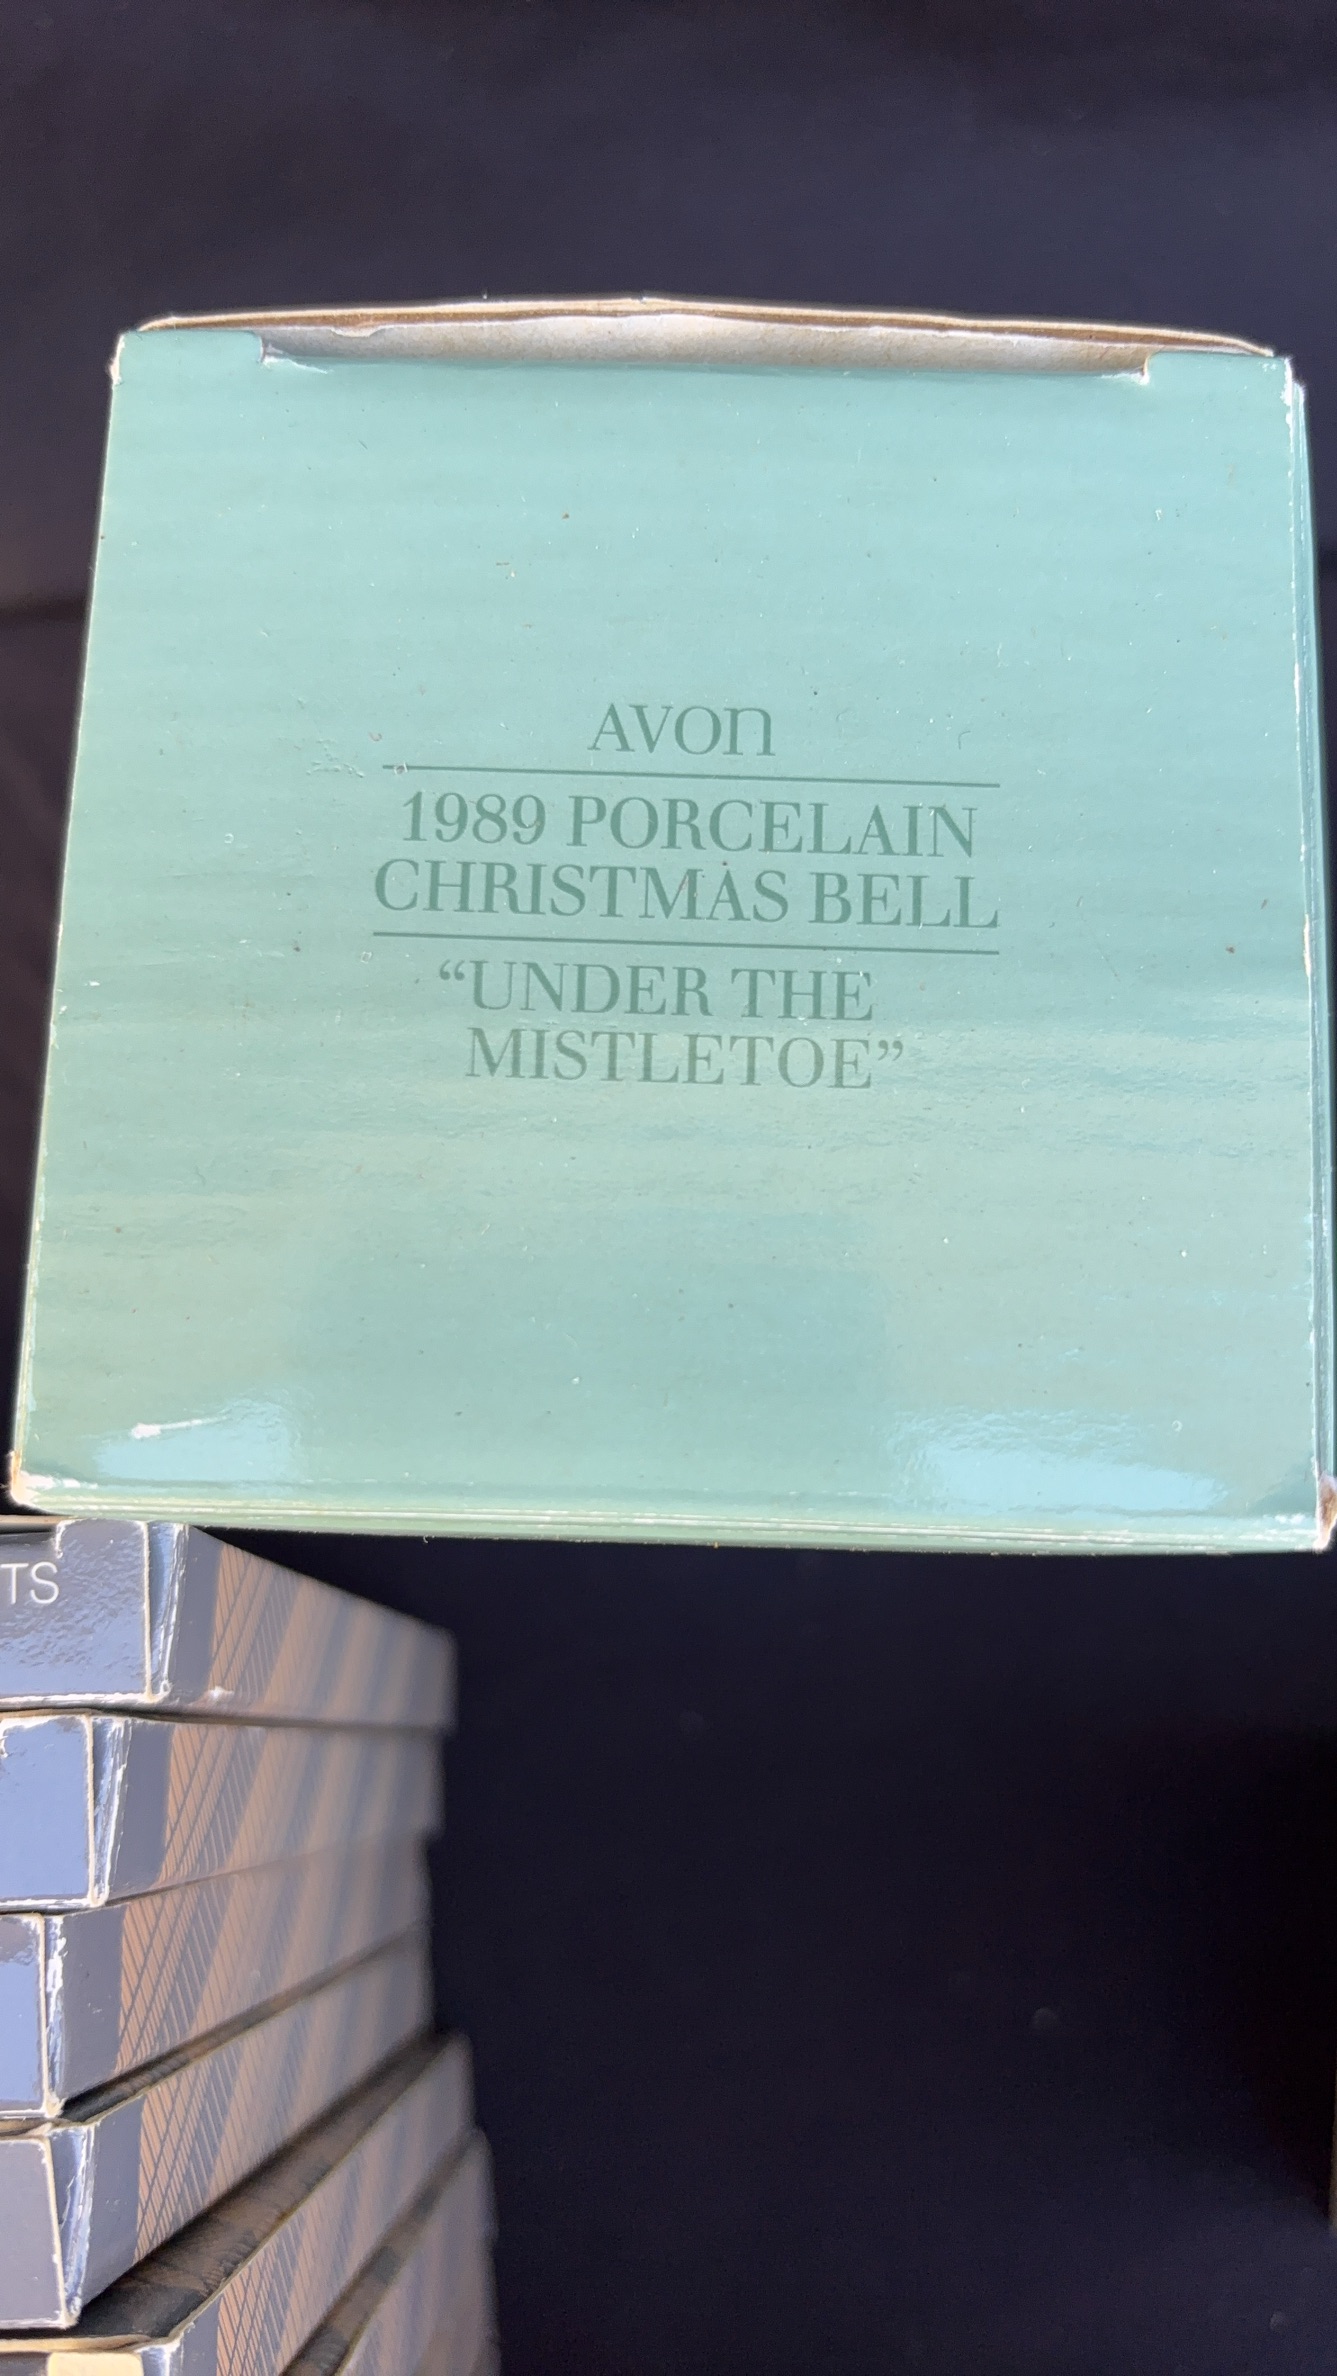 AVON
1989 PORCELAIN
CHRISTMAS BELL
“UNDER THE
MISTLETOE”
TS